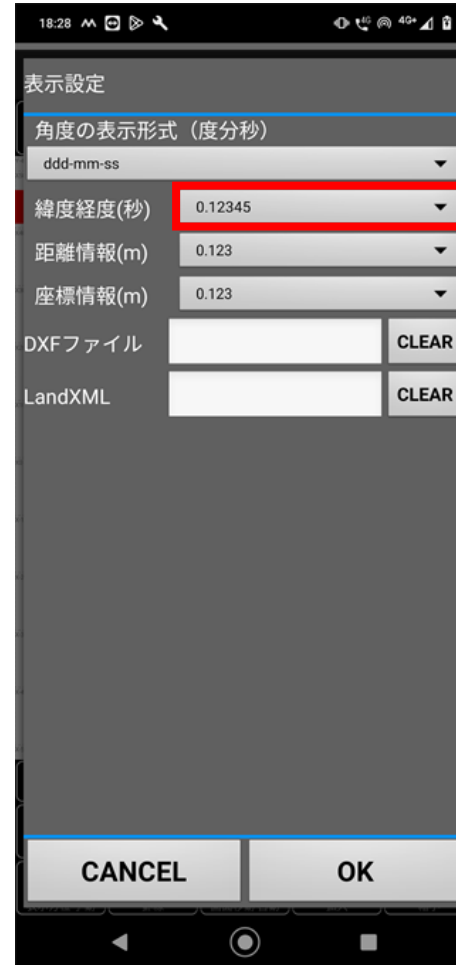 18:28
4G 4G+
表示設定
角度の表示形式（度分秒）
ddd-mm-ss
緯度経度(秒) 0.12345
距離情報(m) 0.123
座標情報(m) 0.123
DXFファイル CLEAR
LandXML CLEAR
CANCEL OK